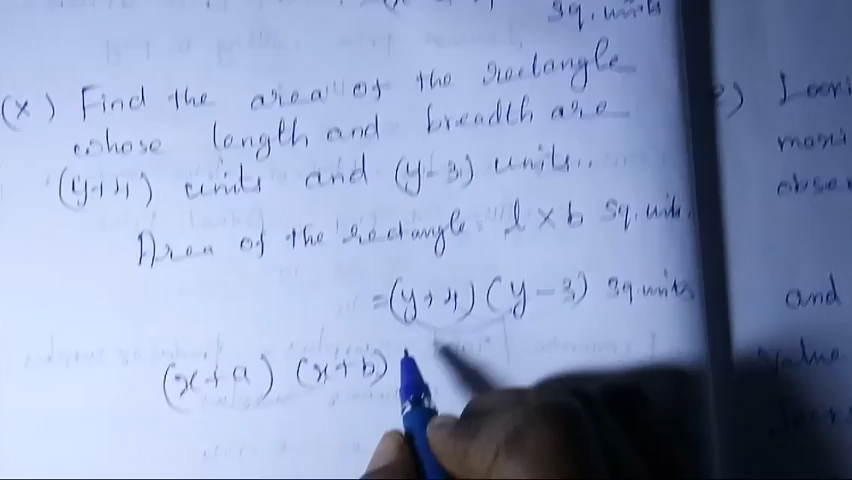 sq. units
(x) Find the area of the rectangle
whose length and breadth are
(y+4) units and (y-3) units.
Area of the rectangle = l × b sq. units.
= (y+4) (y-3) sq. units
(x+a) (x+b)
and
value